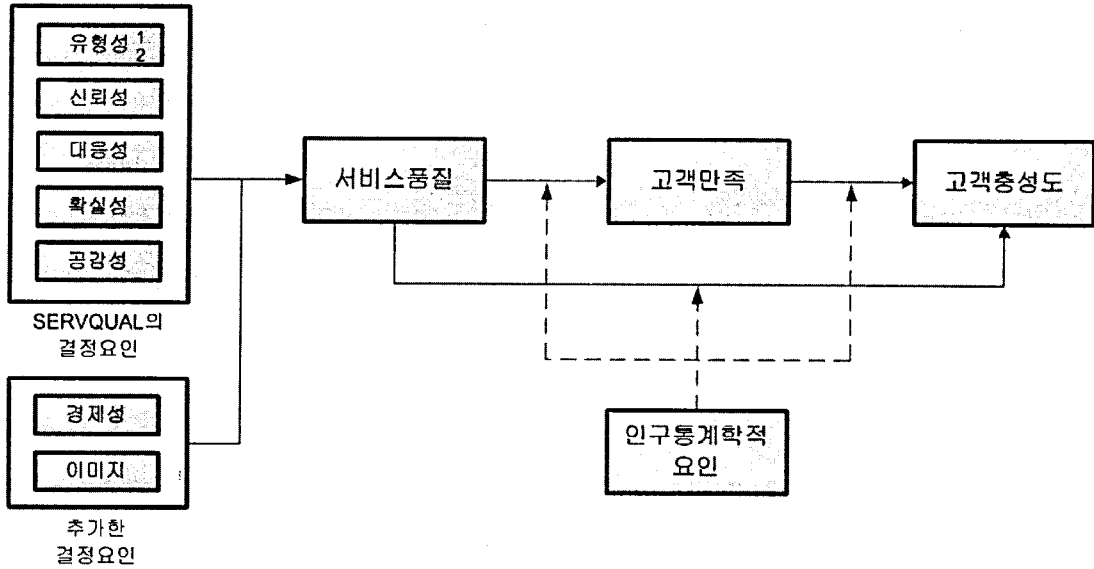 유형성 1
2
신뢰성
대응성
확실성
공감성
SERVQUAL의
결정요인
경제성
이미지
추가한
결정요인
서비스품질
고객만족
고객충성도
인구통계학적
요인